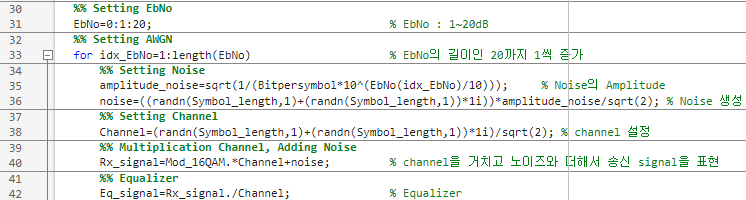 30 %% Setting EbNo
31 EbNo=0:1:20; % EbNo : 1~20dB
32 %% Setting AWGN
33 for idx_EbNo=1:length(EbNo) % EbNo의 길이인 20까지 1씩 증가
34 %% Setting Noise
35 amplitude_noise=sqrt(1/(Bitpersymbol*10^(EbNo(idx_EbNo)/10))); % Noise의 Amplitude
36 noise=((randn(Symbol_length,1)+(randn(Symbol_length,1))*1i))*amplitude_noise/sqrt(2); % Noise 생성
37 %% Setting Channel
38 Channel=(randn(Symbol_length,1)+(randn(Symbol_length,1))*1i)/sqrt(2); % channel 설정
39 %% Multiplication Channel, Adding Noise
40 Rx_signal=Mod_16QAM.*Channel+noise; % channel을 거치고 노이즈와 더해서 송신 signal을 표현
41 %% Equalizer
42 Eq_signal=Rx_signal./Channel; % Equalizer